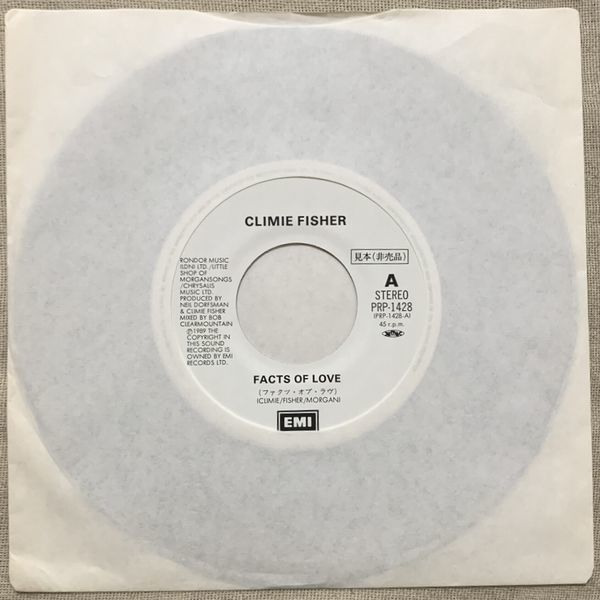 CLIMIE FISHER
RONDOR MUSIC
(LDN) LTD./LITTLE
SHOP OF
MORGANSONGS
/CHRYSALIS
MUSIC LTD.
PRODUCED BY
NEIL DORFSMAN
& CLIMIE FISHER
MIXED BY BOB
CLEARMOUNTAIN
℗1989 THE
COPYRIGHT IN
THIS SOUND
RECORDING IS
OWNED BY EMI
RECORDS LTD.
見本(非売品)
A
STEREO
PRP-1428
(PRP-1428-A)
45 r.p.m.
FACTS OF LOVE
(ファクツ・オブ・ラヴ)
(CLIMIE/FISHER/MORGAN)
EMI